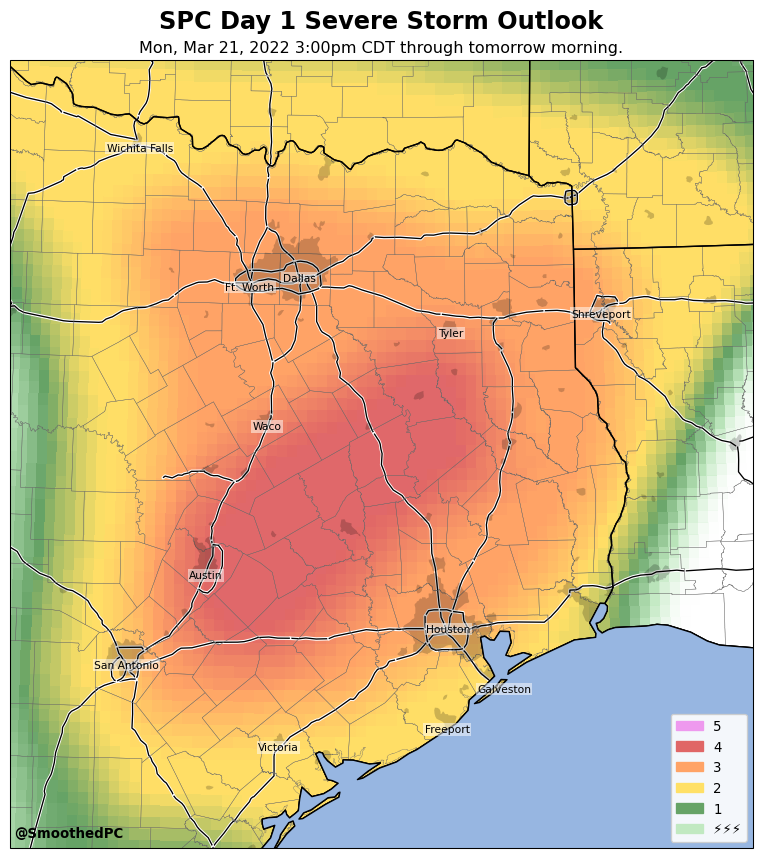 SPC Day 1 Severe Storm Outlook
Mon, Mar 21, 2022 3:00pm CDT through tomorrow morning.
Wichita Falls
Dallas
Ft. Worth
Shreveport
Tyler
Waco
Austin
Houston
San Antonio
Galveston
Freeport
Victoria
5
4
3
2
1
⚡⚡⚡
@SmoothedPC